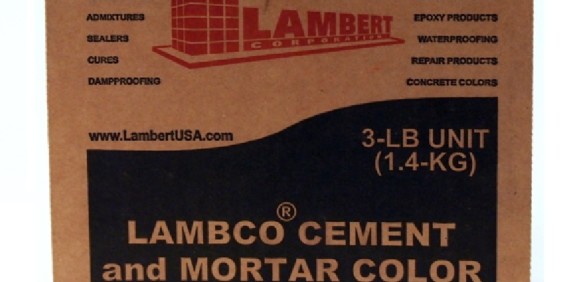 ADMIXTURES
SEALERS
CURES
DAMPPROOFING
LAMBERT
CORPORATION
EPOXY PRODUCTS
WATERPROOFING
REPAIR PRODUCTS
CONCRETE COLORS
www.LambertUSA.com
3-LB UNIT
(1.4-KG)
LAMBCO® CEMENT
and MORTAR COLOR